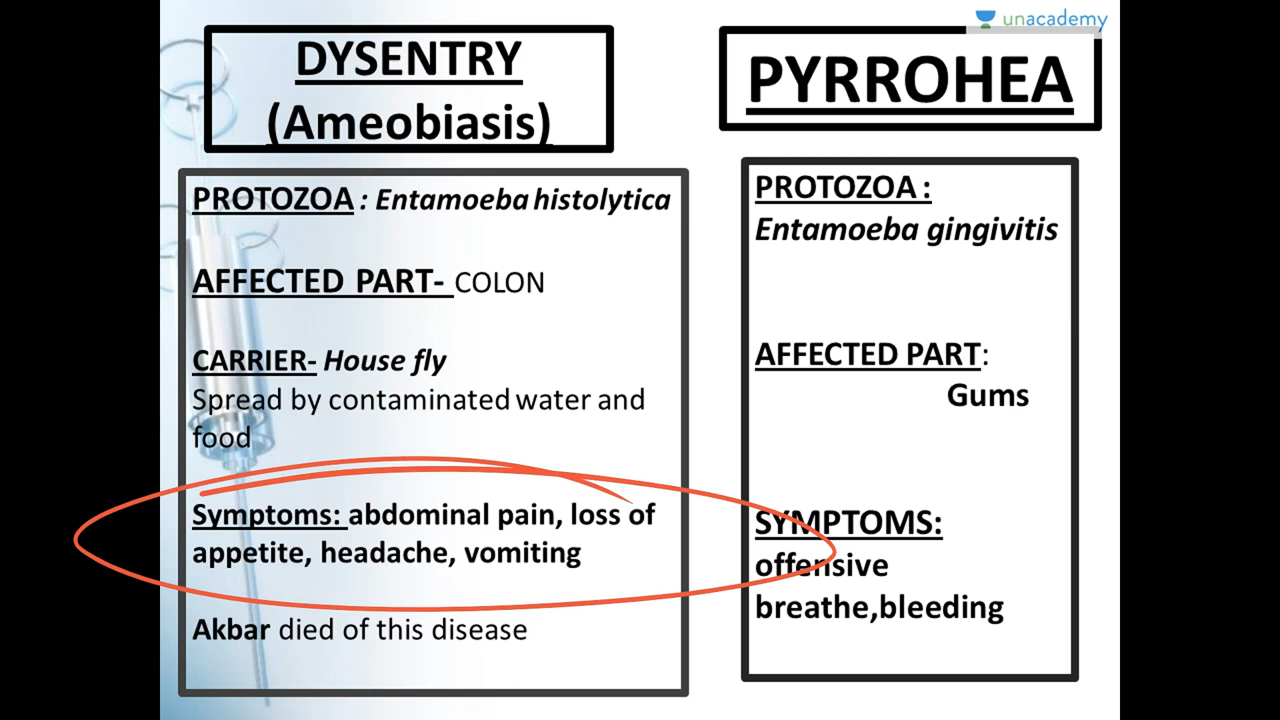 unacademy
DYSENTRY
(Ameobiasis)
PROTOZOA : Entamoeba histolytica
AFFECTED PART- COLON
CARRIER- House fly
Spread by contaminated water and
food
Symptoms: abdominal pain, loss of
appetite, headache, vomiting
Akbar died of this disease
PYRROHEA
PROTOZOA :
Entamoeba gingivitis
AFFECTED PART:
Gums
SYMPTOMS:
offensive
breathe,bleeding